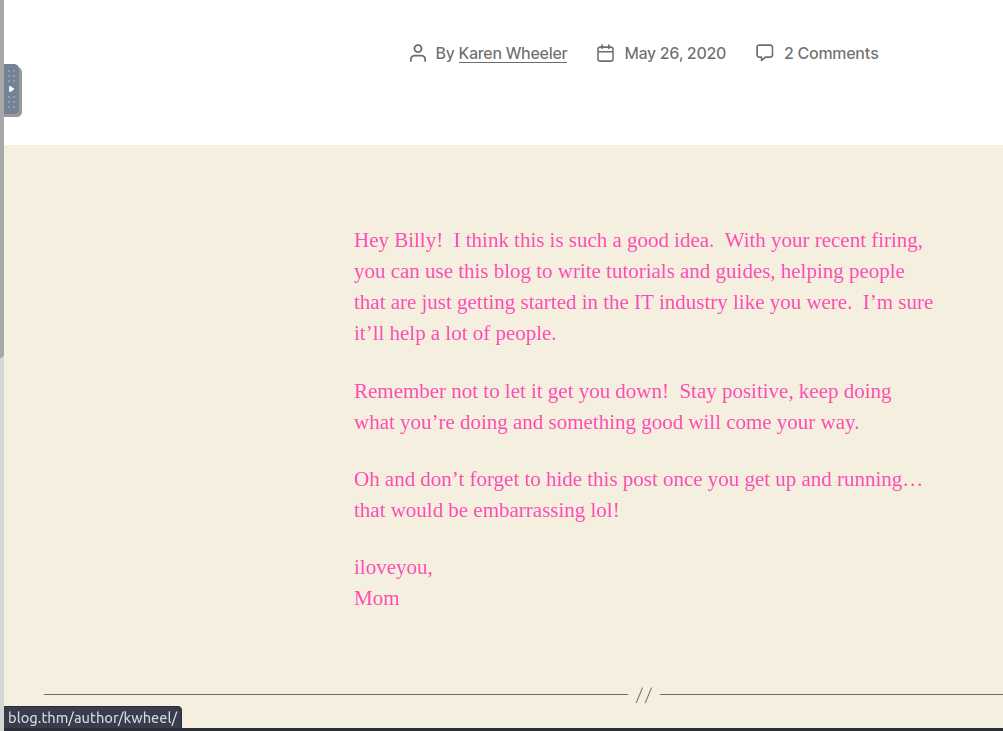 By Karen Wheeler May 26, 2020 2 Comments
Hey Billy!  I think this is such a good idea.  With your recent firing,
you can use this blog to write tutorials and guides, helping people
that are just getting started in the IT industry like you were.  I’m sure
it’ll help a lot of people.
Remember not to let it get you down!  Stay positive, keep doing
what you’re doing and something good will come your way.
Oh and don’t forget to hide this post once you get up and running…
that would be embarrassing lol!
iloveyou,
Mom
//
blog.thm/author/kwheel/